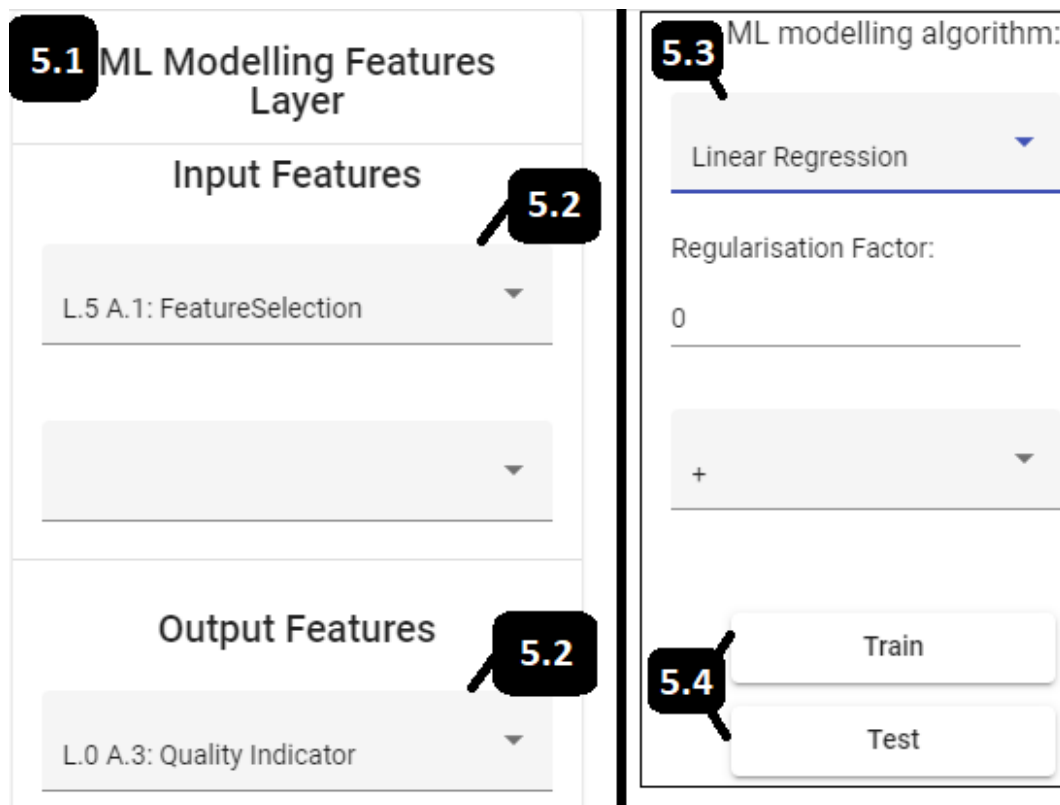 5.1 ML Modelling Features
Layer
Input Features
5.2
L.5 A.1: FeatureSelection
Output Features
5.2
L.0 A.3: Quality Indicator
5.3 ML modelling algorithm:
Linear Regression
Regularisation Factor:
0
+
5.4
Train
Test